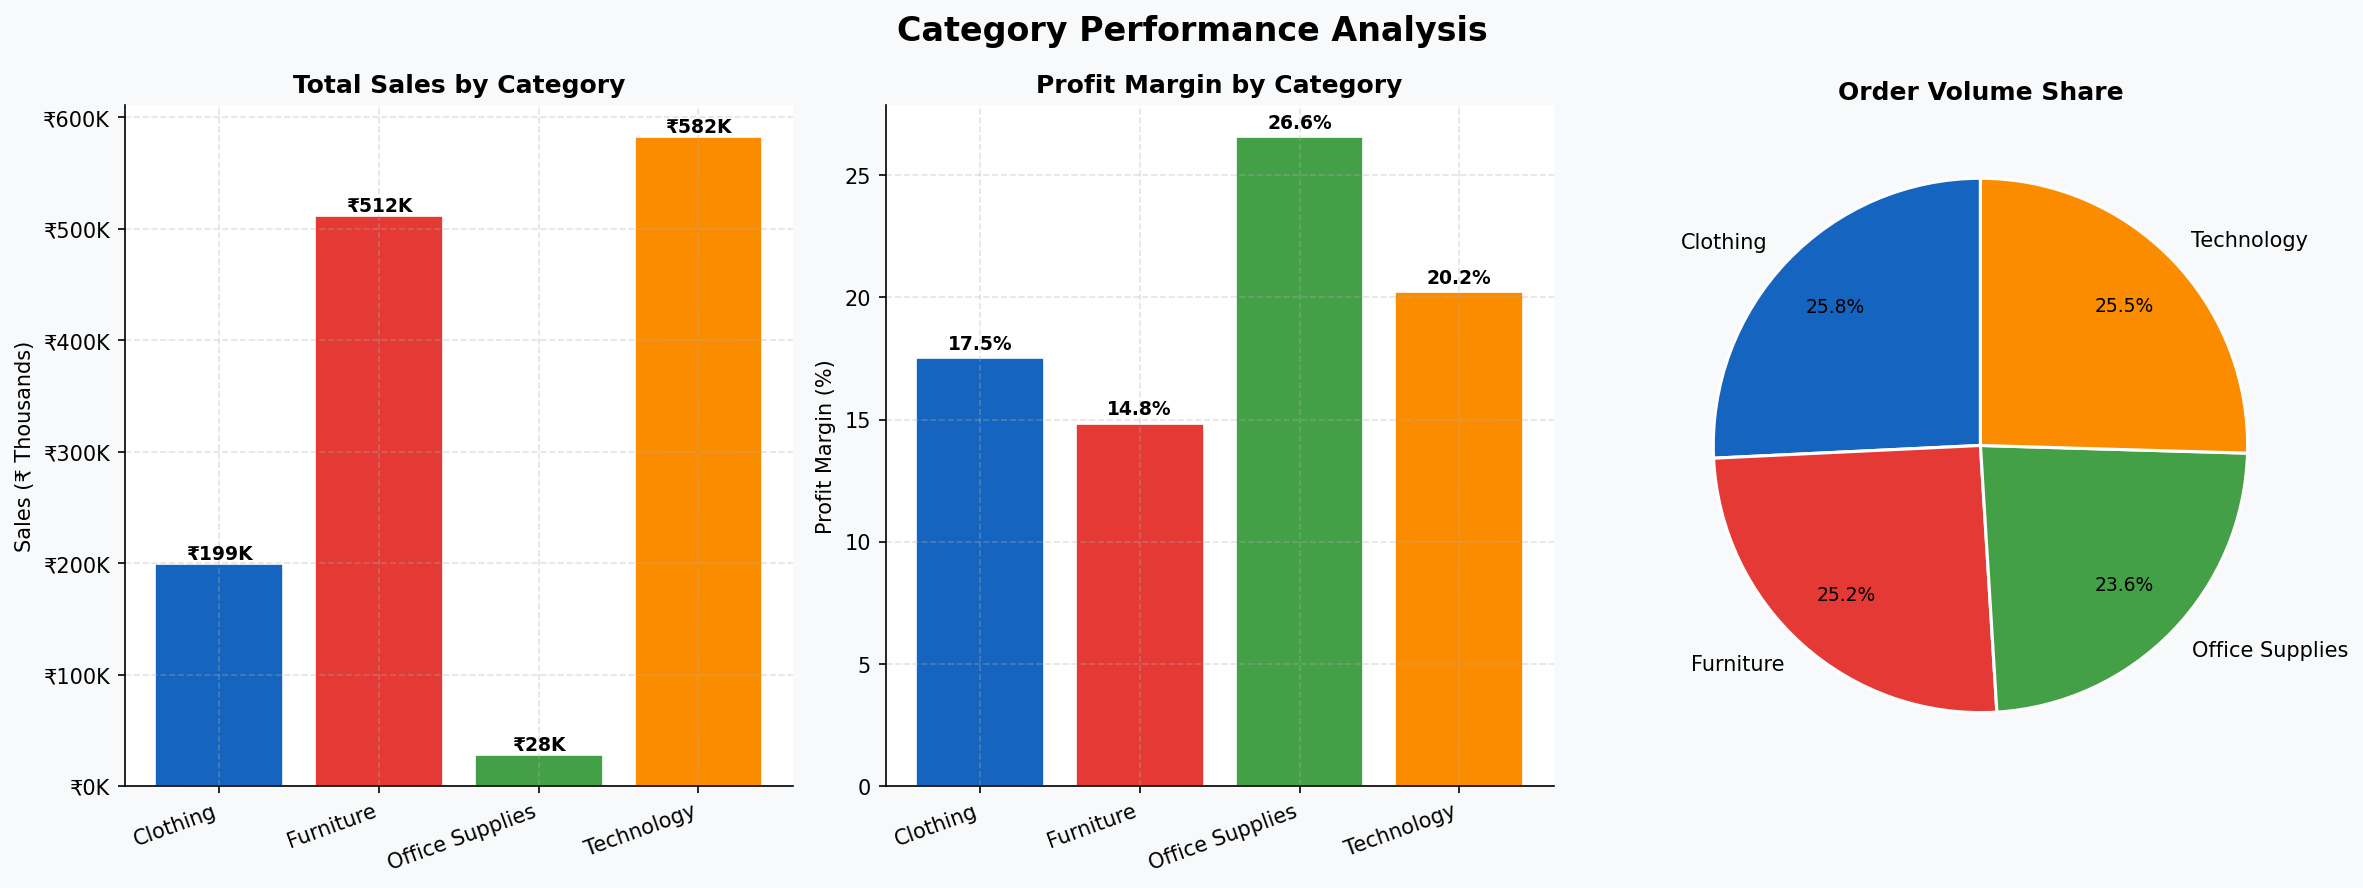 Category Performance Analysis
Total Sales by Category
Sales (₹ Thousands)
₹600K
₹500K
₹400K
₹300K
₹200K
₹100K
₹0K
₹199K
₹512K
₹28K
₹582K
Clothing
Furniture
Office Supplies
Technology
Profit Margin by Category
Profit Margin (%)
25
20
15
10
5
0
17.5%
14.8%
26.6%
20.2%
Clothing
Furniture
Office Supplies
Technology
Order Volume Share
Clothing
Technology
25.8%
25.5%
25.2%
23.6%
Furniture
Office Supplies